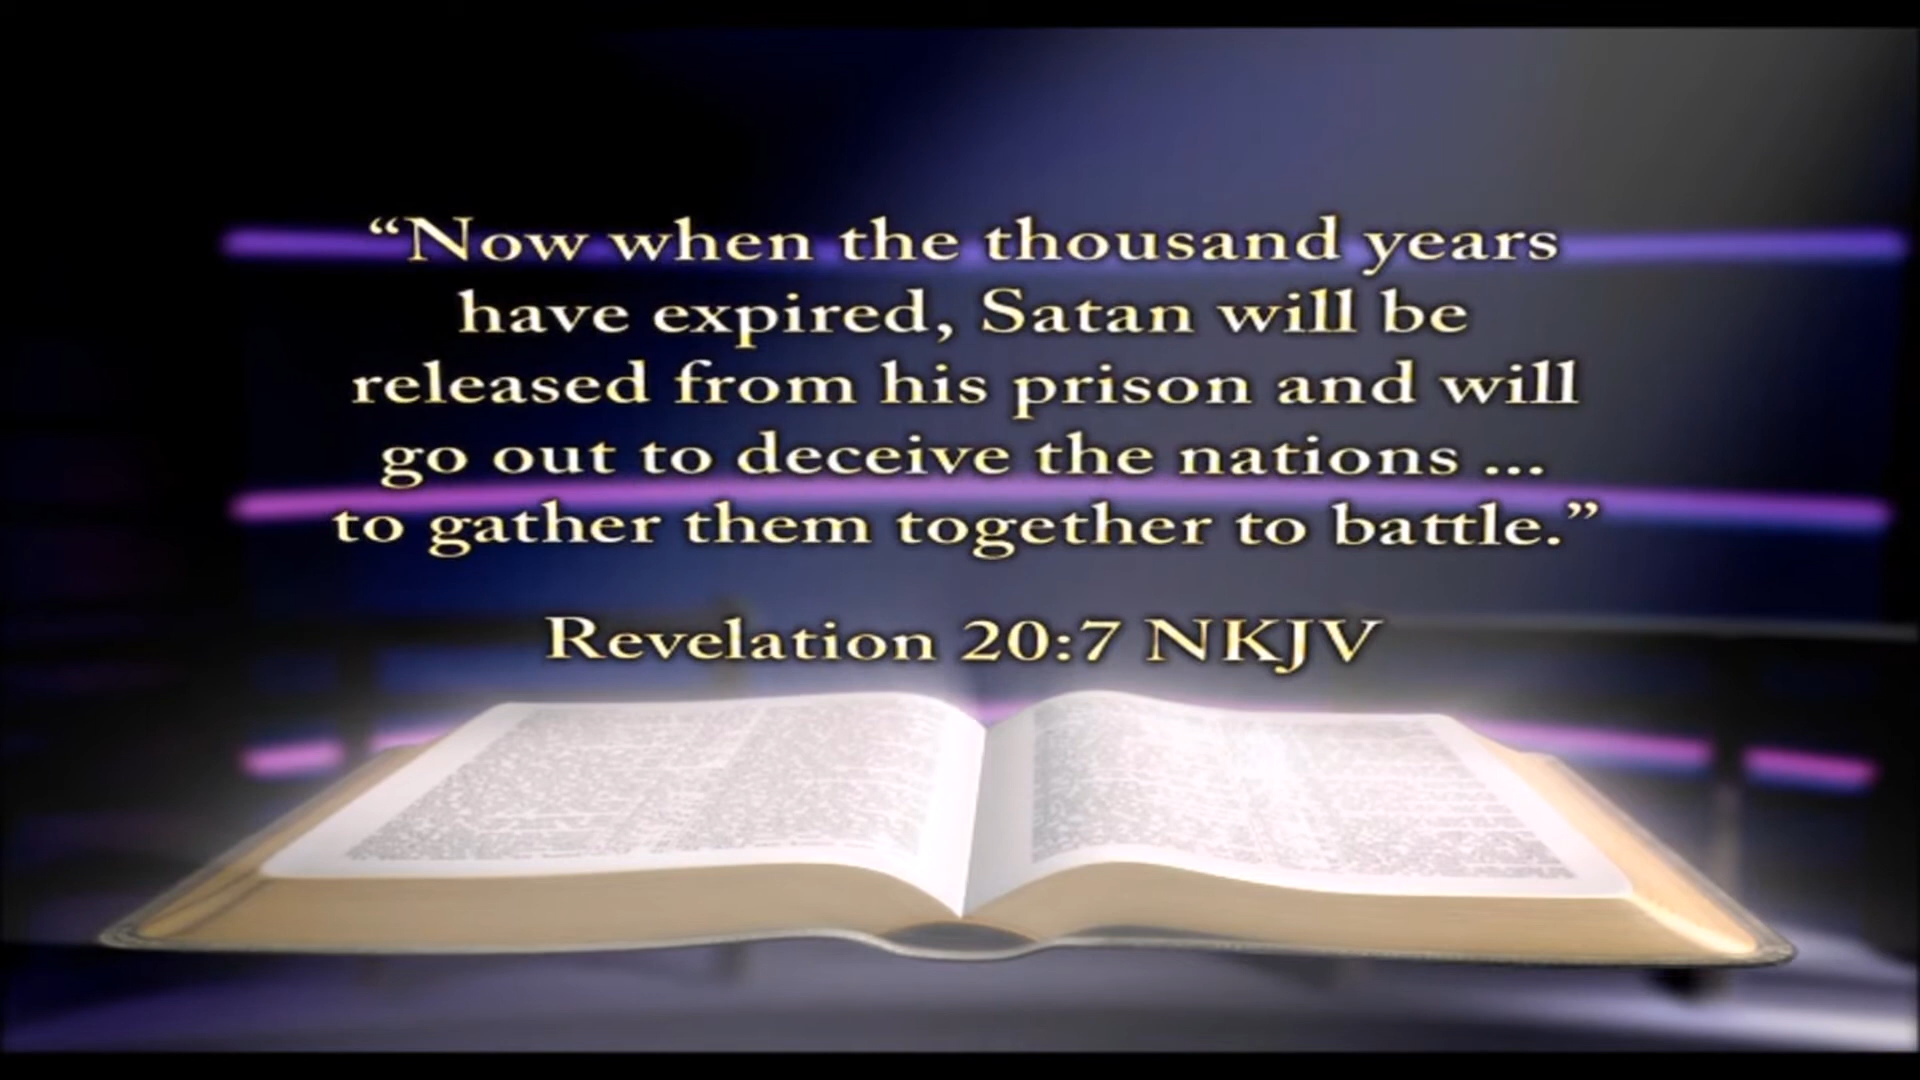 “Now when the thousand years
have expired, Satan will be
released from his prison and will
go out to deceive the nations ...
to gather them together to battle.”
Revelation 20:7 NKJV